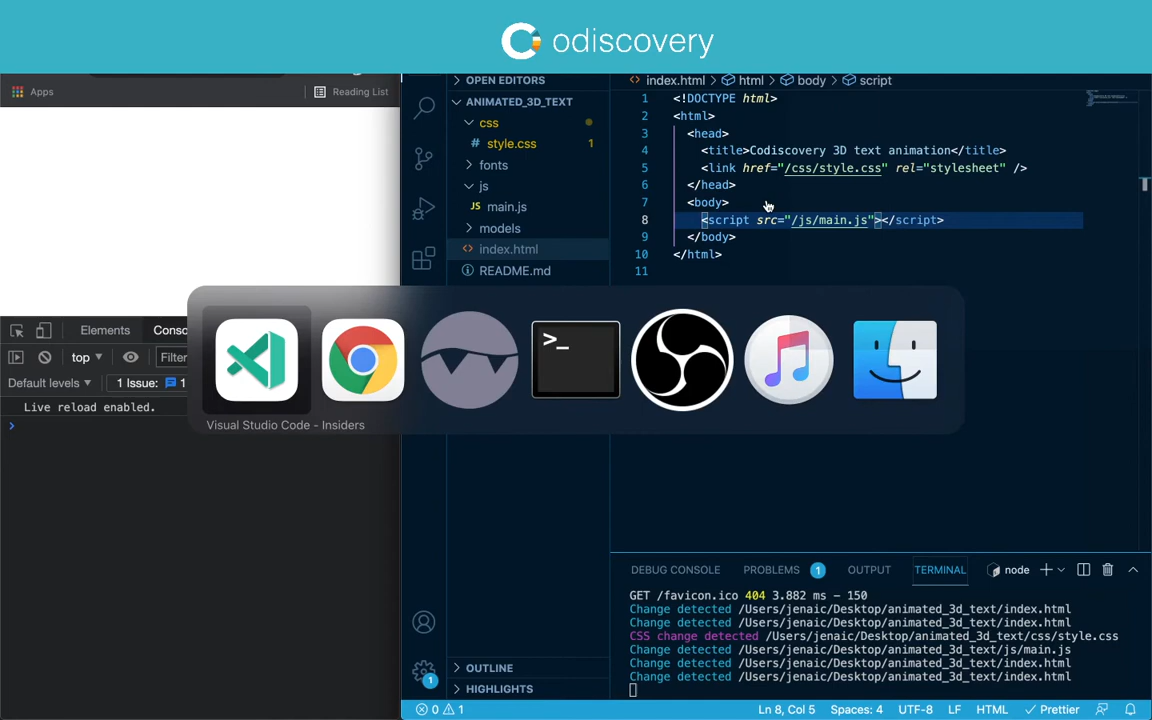 odiscovery
Apps
Reading List
OPEN EDITORS
ANIMATED_3D_TEXT
css
# style.css 1
fonts
js
JS main.js
models
<> index.html
README.md
OUTLINE
HIGHLIGHTS
<> index.html > html > body > script
1 <!DOCTYPE html>
2 <html>
3 <head>
4 <title>Codiscovery 3D text animation</title>
5 <link href="/css/style.css" rel="stylesheet" />
6 </head>
7 <body>
8 <script src="/js/main.js"></script>
9 </body>
10 </html>
11
Elements Conso
top Filter
Default levels 1 Issue: 1
Live reload enabled.
>
>_
Visual Studio Code - Insiders
DEBUG CONSOLE PROBLEMS 1 OUTPUT TERMINAL node
GET /favicon.ico 404 3.882 ms - 150
Change detected /Users/jenaic/Desktop/animated_3d_text/index.html
Change detected /Users/jenaic/Desktop/animated_3d_text/index.html
CSS change detected /Users/jenaic/Desktop/animated_3d_text/css/style.css
Change detected /Users/jenaic/Desktop/animated_3d_text/js/main.js
Change detected /Users/jenaic/Desktop/animated_3d_text/index.html
Change detected /Users/jenaic/Desktop/animated_3d_text/index.html
1
0 1 Ln 8, Col 5 Spaces: 4 UTF-8 LF HTML Prettier